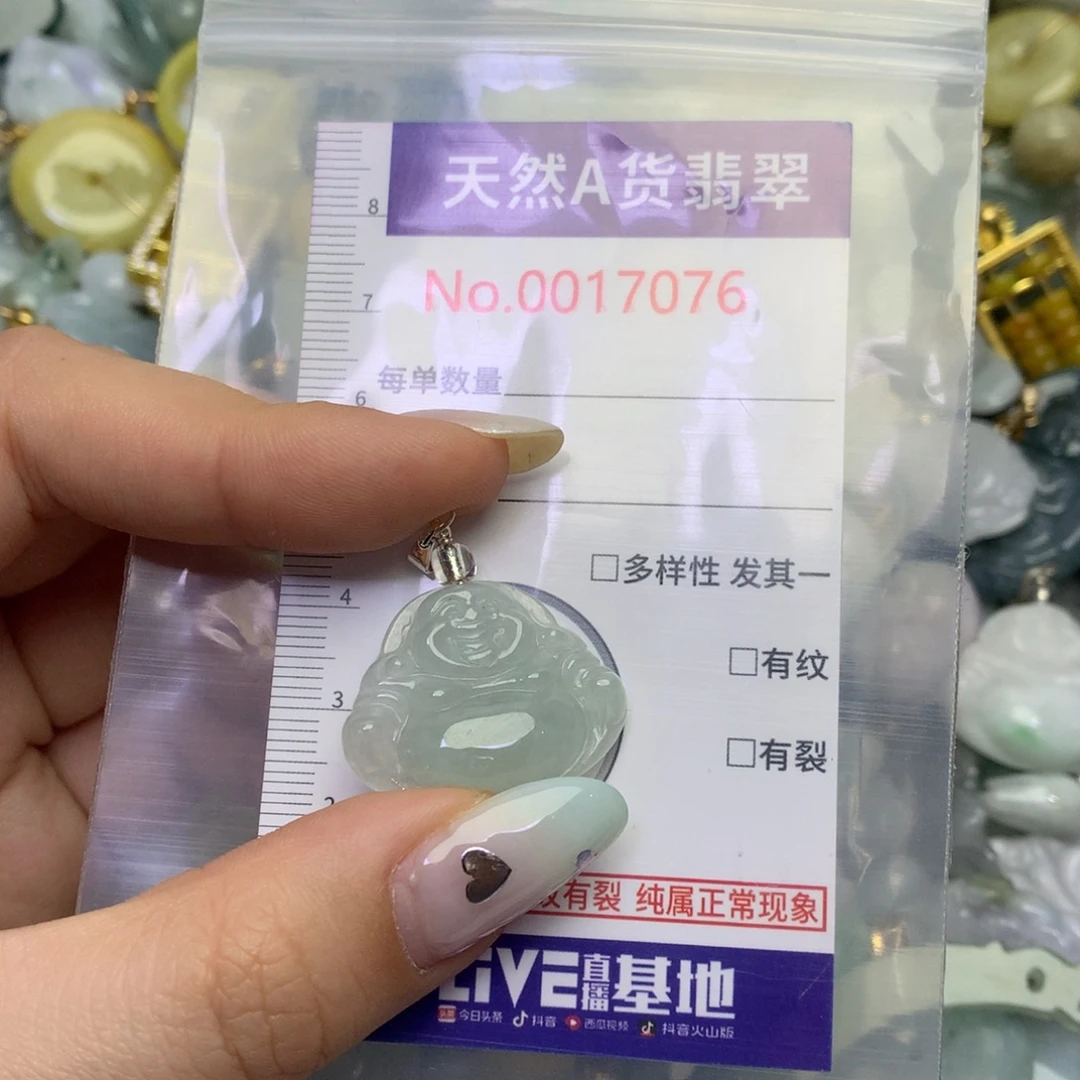 天然A货翡翠
8
No.0017076
7
每单数量
6
□多样性 发其一
4
□有纹
3
□有裂
2
有裂 纯属正常现象
LIVE直播基地
头条 今日头条 抖音 西瓜视频 抖音火山版